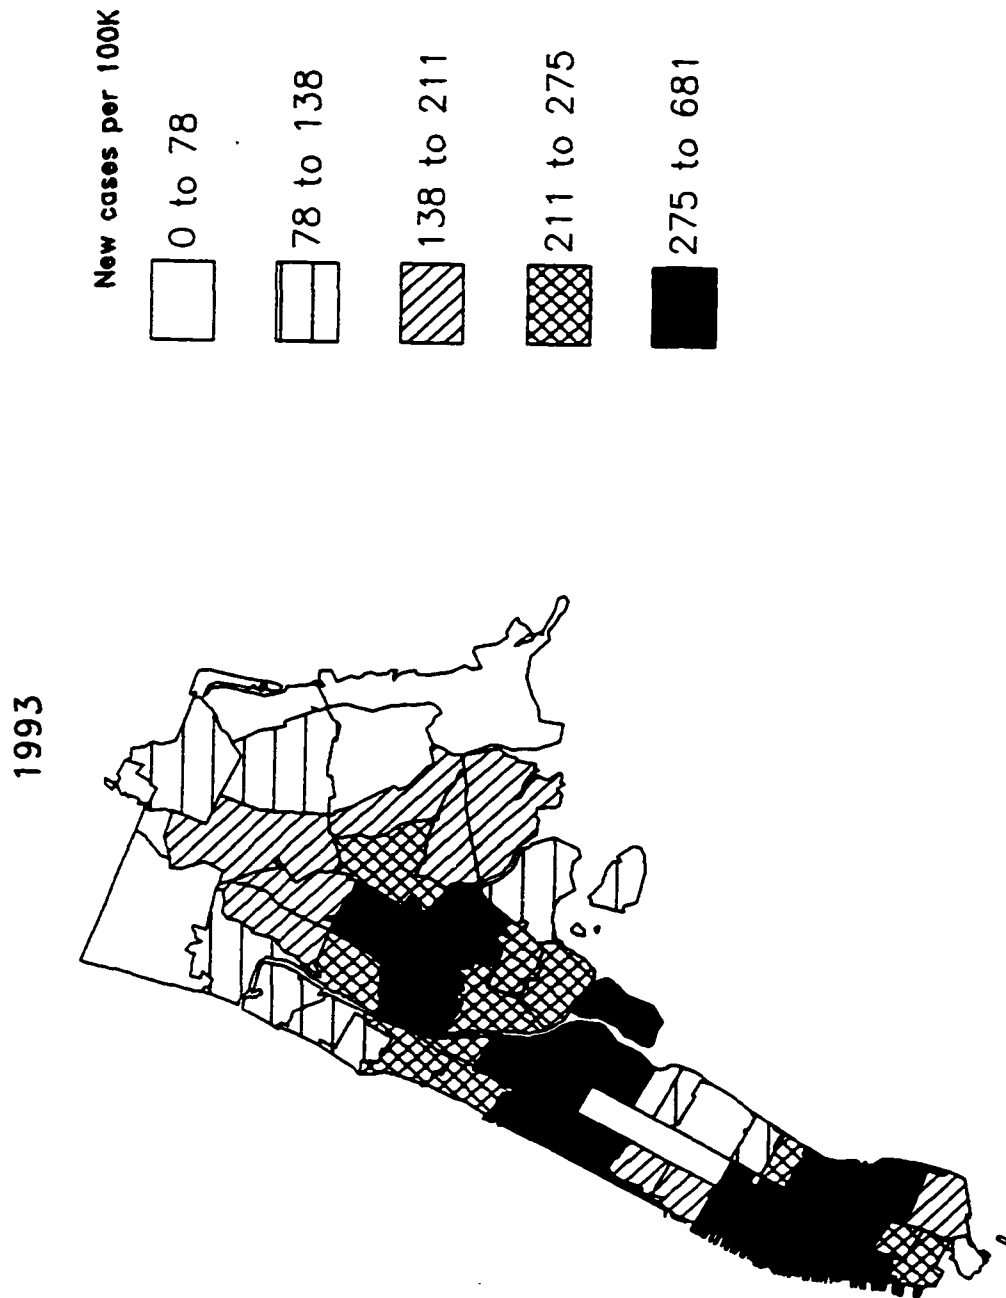 1993
New cases per 100K
0 to 78
78 to 138
138 to 211
211 to 275
275 to 681